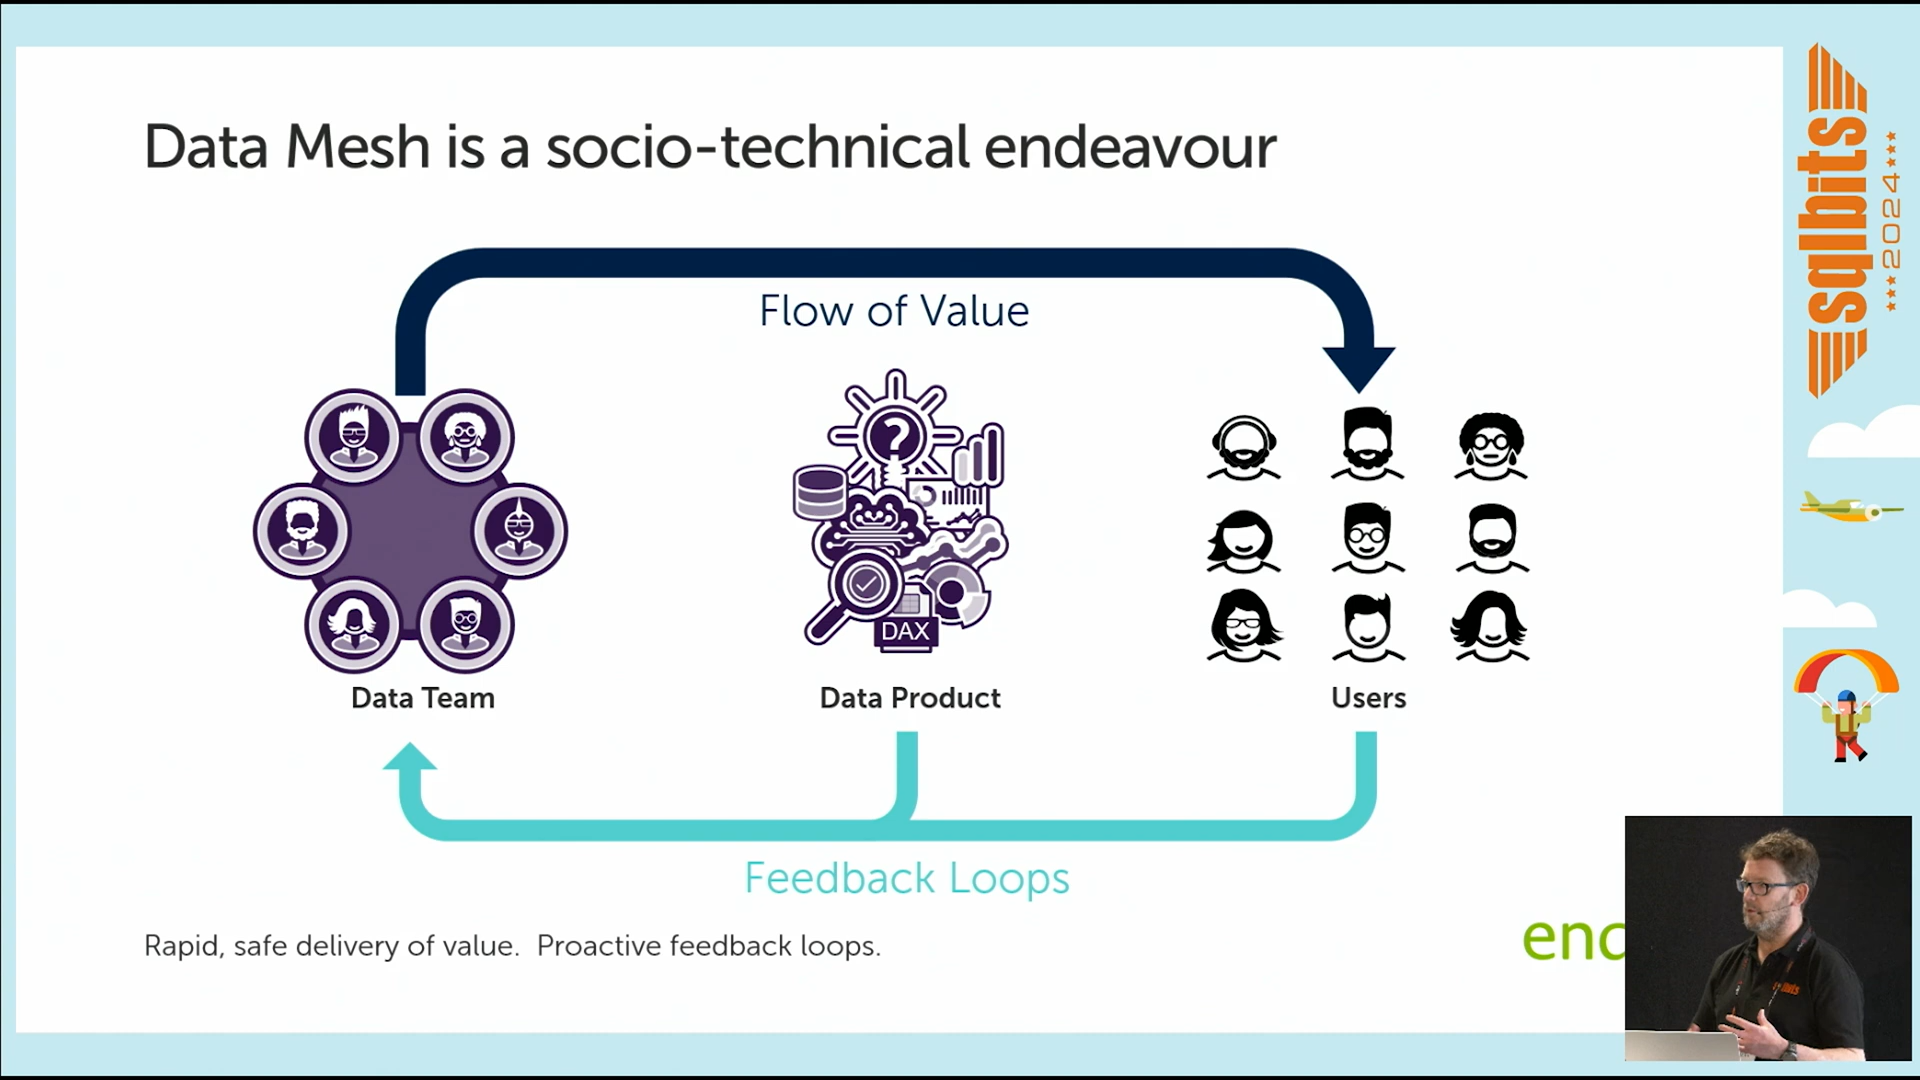 Data Mesh is a socio-technical endeavour
Flow of Value
?
DAX
Data Team
Data Product
Users
Feedback Loops
Rapid, safe delivery of value. Proactive feedback loops.
sqlbits
2024